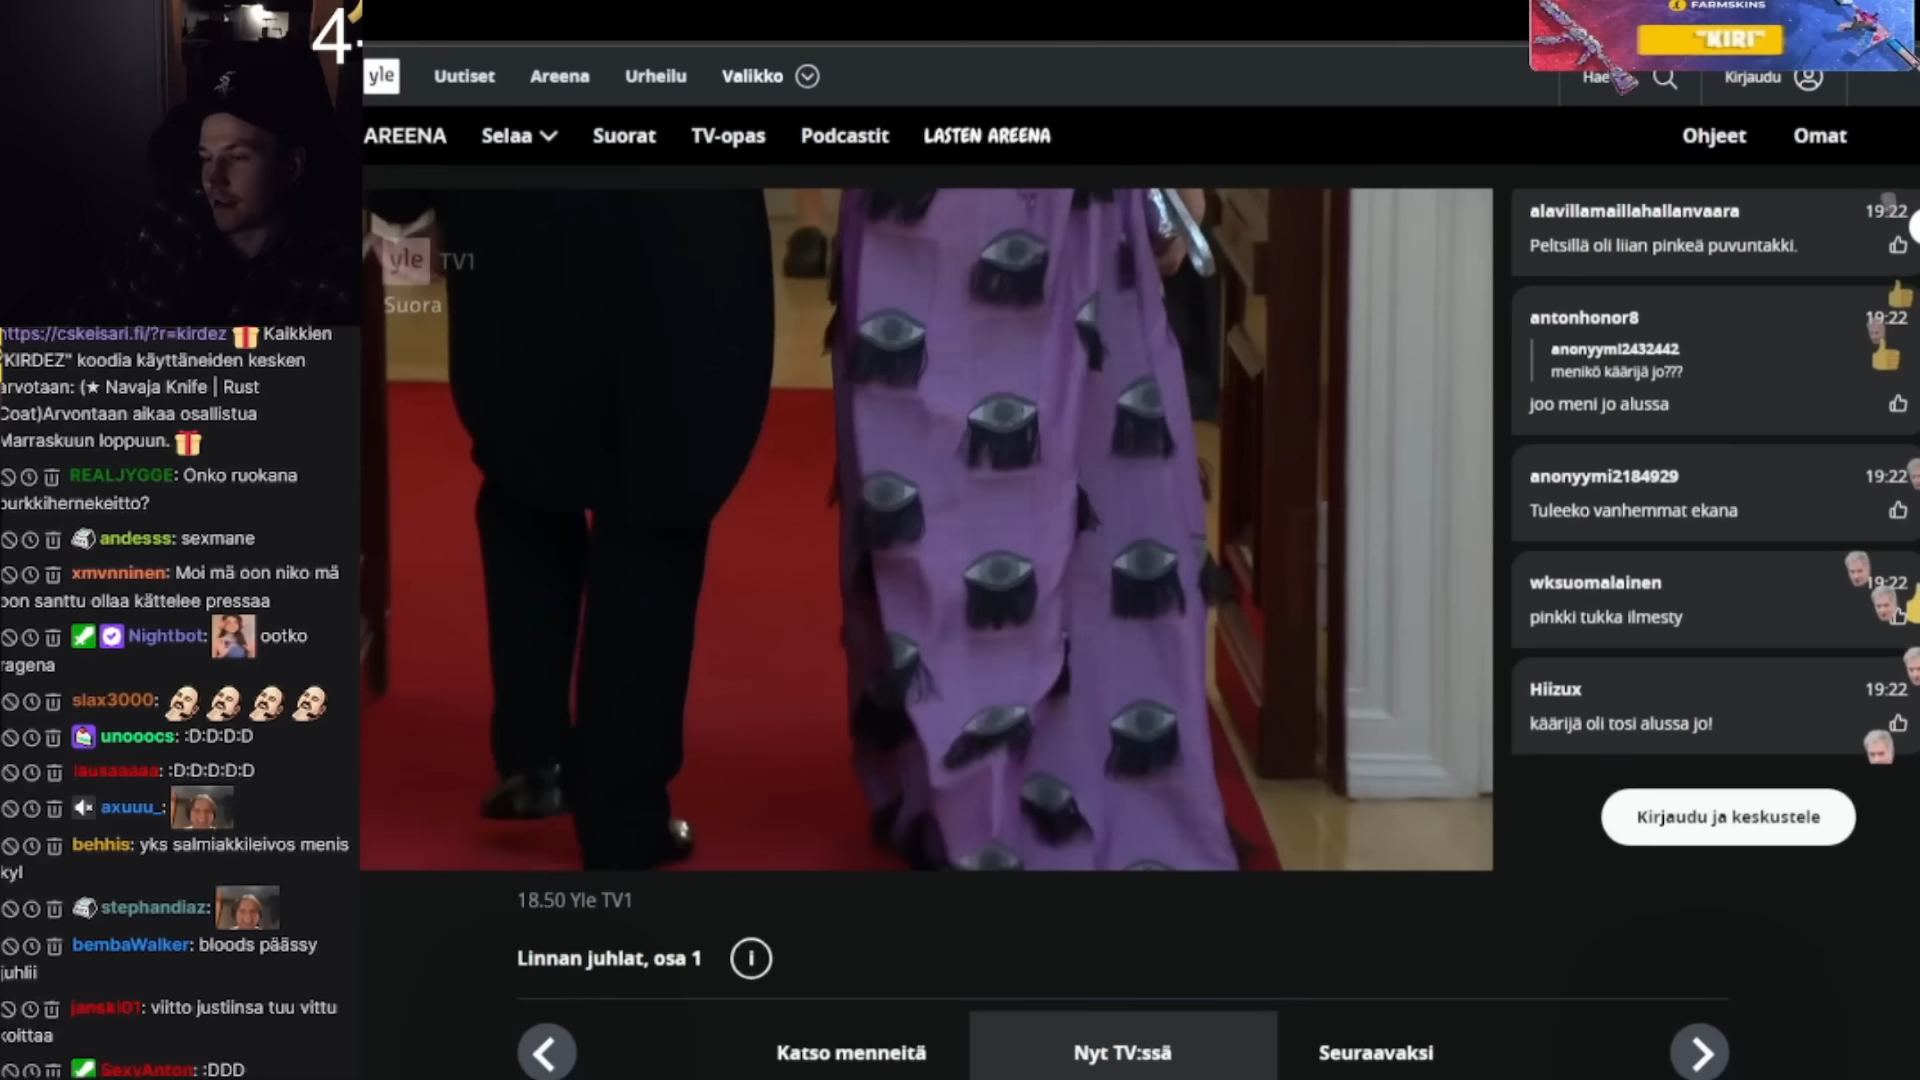 4
FARMSKINS
"KIRI"
yle
Uutiset
Areena
Urheilu
Valikko
Hae
Kirjaudu
AREENA
Selaa
Suorat
TV-opas
Podcastit
LASTEN AREENA
Ohjeet
Omat
yle TV1
Suora
alavillamaillahallanvaara 19:22
Peltsillä oli liian pinkeä puvuntakki.
antonhonor8 19:22
anonyymi2432442
menikö käärijä jo???
joo meni jo alussa
anonyymi2184929 19:22
Tuleeko vanhemmat ekana
wksuomalainen 19:22
pinkki tukka ilmesty
Hiizux 19:22
käärijä oli tosi alussa jo!
Kirjaudu ja keskustele
https://cskeisari.fi/?r=kirdez Kaikkien
"KIRDEZ" koodia käyttäneiden kesken
arvotaan: (★ Navaja Knife | Rust
Coat)Arvontaan aikaa osallistua
Marraskuun loppuun.
REALJYGGE: Onko ruokana
purkkihernekeitto?
andesss: sexmane
xmvnninen: Moi mä oon niko mä
oon santtu ollaa kättelee pressaa
Nightbot: ootko
ragena
slax3000:
unooocs: :D:D:D:D
lausaaaaa: :D:D:D:D:D
axuuu_:
behhis: yks salmiakkileivos menis
kyl
stephandiaz:
bembaWalker: bloods päässy
juhlii
janski01: viitto justiinsa tuu vittu
koittaa
SexyAnton: :DDD
18.50 Yle TV1
Linnan juhlat, osa 1
i
Katso menneitä
Nyt TV:ssä
Seuraavaksi